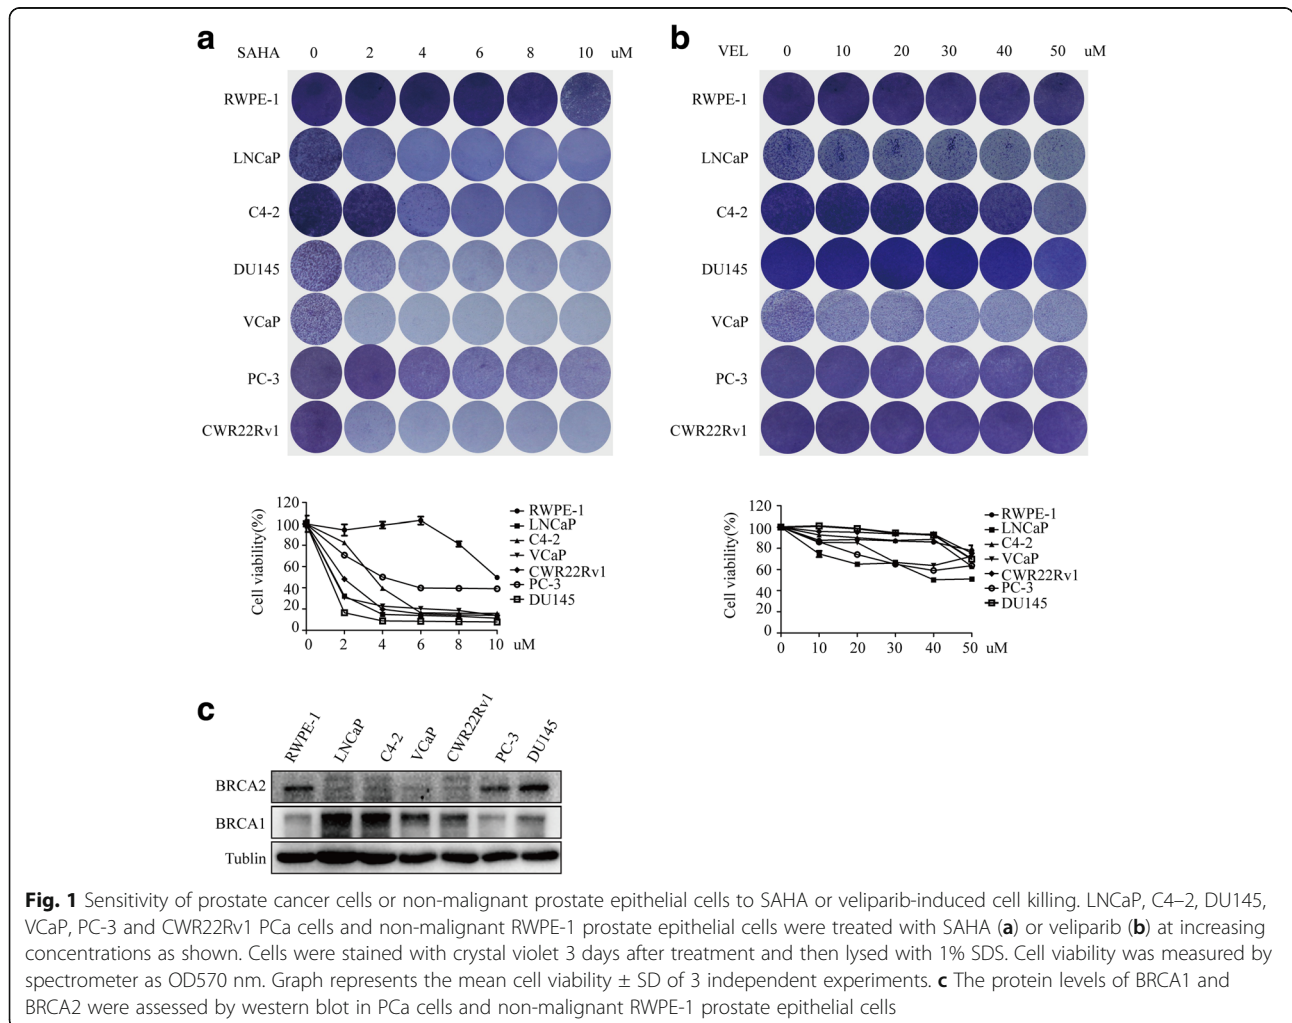 a
SAHA 0 2 4 6 8 10 uM
RWPE-1
LNCaP
C4-2
DU145
VCaP
PC-3
CWR22Rv1
120
100
80
60
40
20
0
Cell viability(%)
0 2 4 6 8 10 uM
RWPE-1
LNCaP
C4-2
VCaP
CWR22Rv1
PC-3
DU145
b
VEL 0 10 20 30 40 50 uM
RWPE-1
LNCaP
C4-2
DU145
VCaP
PC-3
CWR22Rv1
120
100
80
60
40
20
0
Cell viability(%)
0 10 20 30 40 50 uM
RWPE-1
LNCaP
C4-2
VCaP
CWR22Rv1
PC-3
DU145
c
RWPE-1 LNCaP C4-2 VCaP CWR22Rv1 PC-3 DU145
BRCA2
BRCA1
Tublin
Fig. 1 Sensitivity of prostate cancer cells or non-malignant prostate epithelial cells to SAHA or veliparib-induced cell killing. LNCaP, C4–2, DU145,
VCaP, PC-3 and CWR22Rv1 PCa cells and non-malignant RWPE-1 prostate epithelial cells were treated with SAHA (a) or veliparib (b) at increasing
concentrations as shown. Cells were stained with crystal violet 3 days after treatment and then lysed with 1% SDS. Cell viability was measured by
spectrometer as OD570 nm. Graph represents the mean cell viability ± SD of 3 independent experiments. c The protein levels of BRCA1 and
BRCA2 were assessed by western blot in PCa cells and non-malignant RWPE-1 prostate epithelial cells